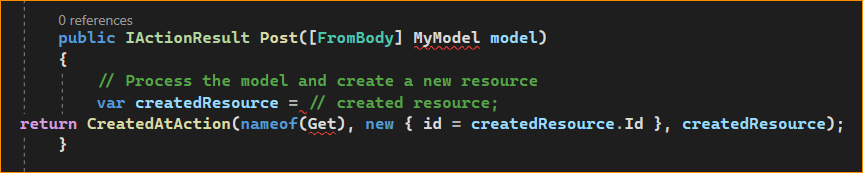 0 references
public IActionResult Post([FromBody] MyModel model)
{
// Process the model and create a new resource
var createdResource = // created resource;
return CreatedAtAction(nameof(Get), new { id = createdResource.Id }, createdResource);
}